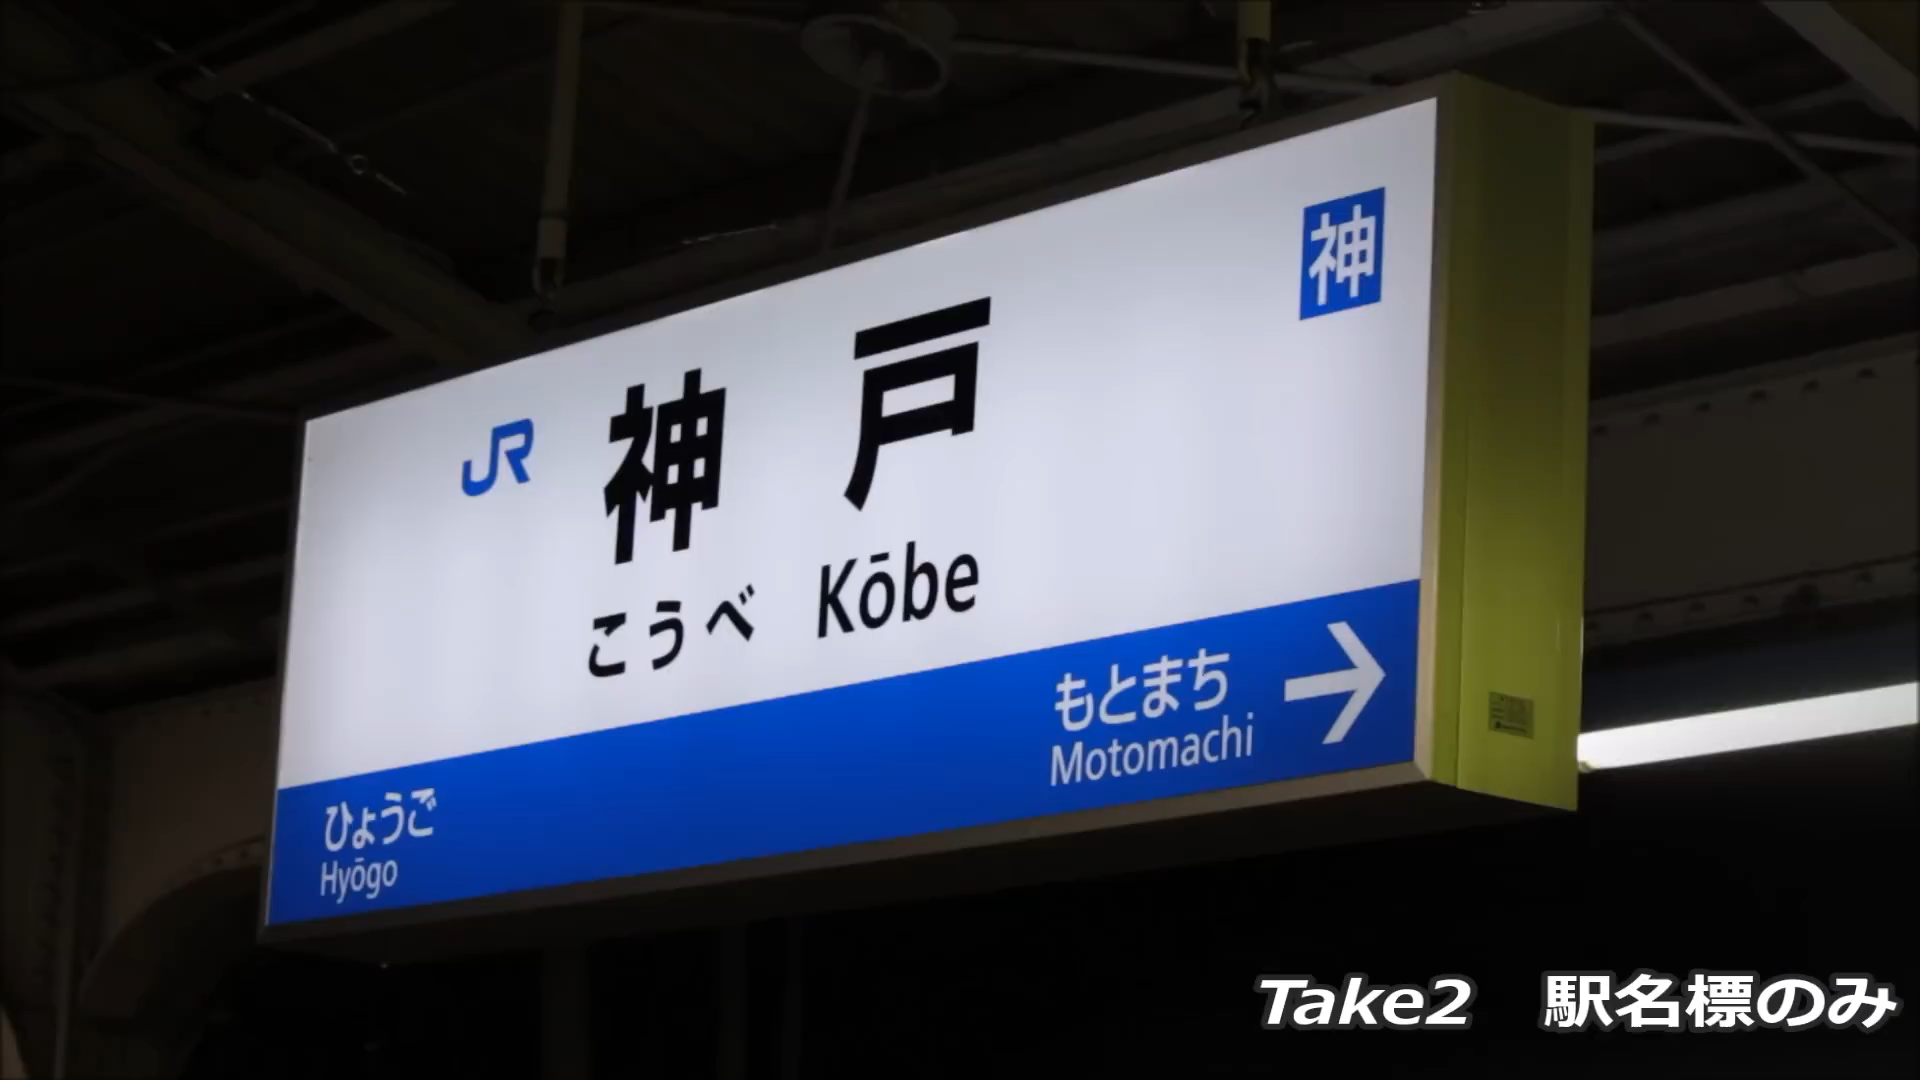 神
JR 神戸
こうべ Kōbe
もとまち
Motomachi
ひょうご
Hyōgo
Take2 駅名標のみ